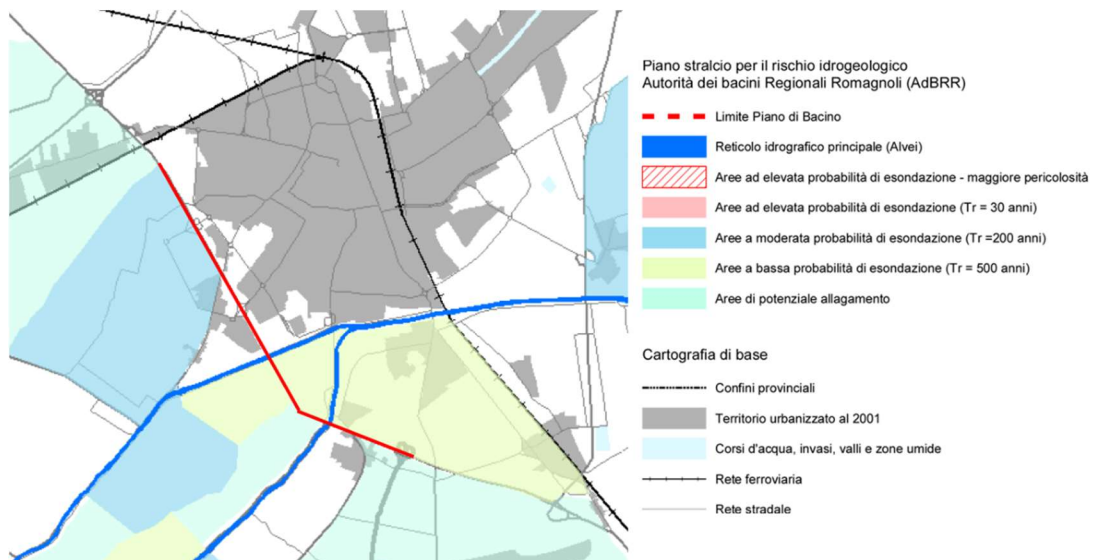 Piano stralcio per il rischio idrogeologico
Autorità dei bacini Regionali Romagnoli (AdBRR)
Limite Piano di Bacino
Reticolo idrografico principale (Alvei)
Aree ad elevata probabilità di esondazione - maggiore pericolosità
Aree ad elevata probabilità di esondazione (Tr = 30 anni)
Aree a moderata probabilità di esondazione (Tr =200 anni)
Aree a bassa probabilità di esondazione (Tr = 500 anni)
Aree di potenziale allagamento
Cartografia di base
Confini provinciali
Territorio urbanizzato al 2001
Corsi d'acqua, invasi, valli e zone umide
Rete ferroviaria
Rete stradale